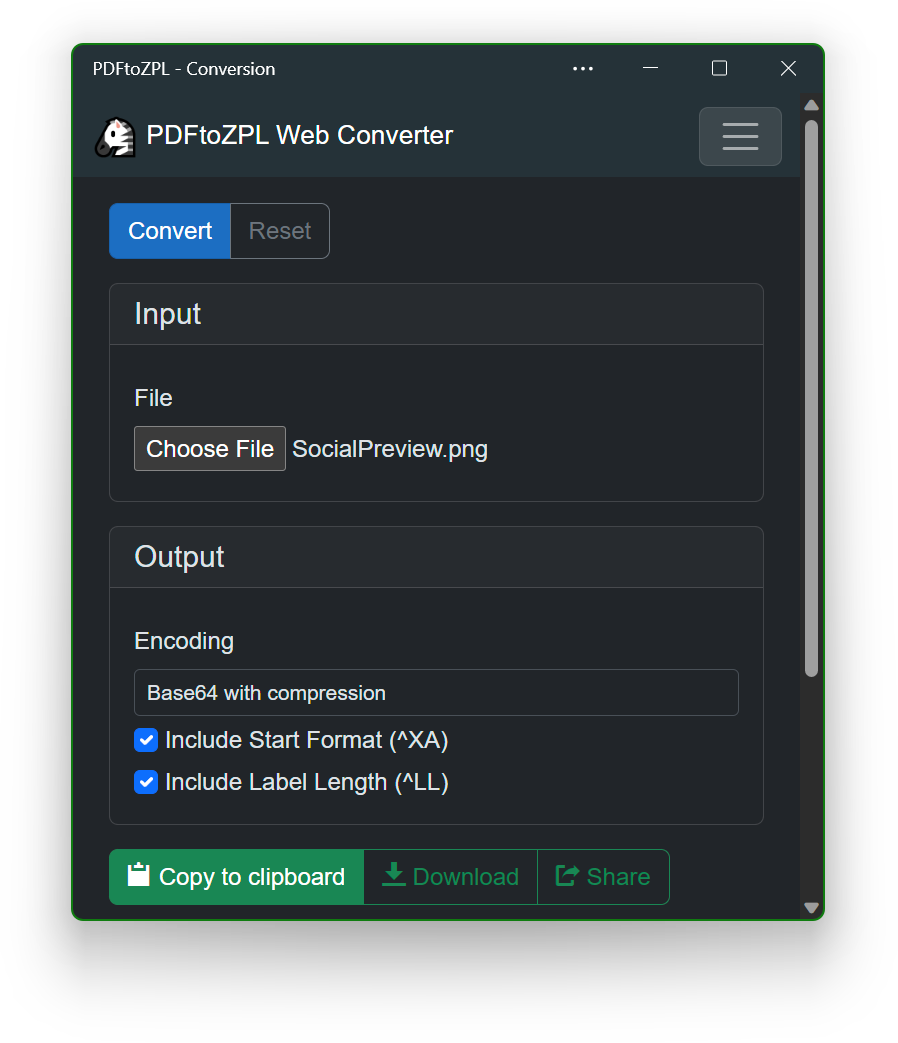 PDFtoZPL - Conversion
PDFtoZPL Web Converter
Convert Reset
Input
File
Choose File SocialPreview.png
Output
Encoding
Base64 with compression
Include Start Format (^XA)
Include Label Length (^LL)
Copy to clipboard Download Share